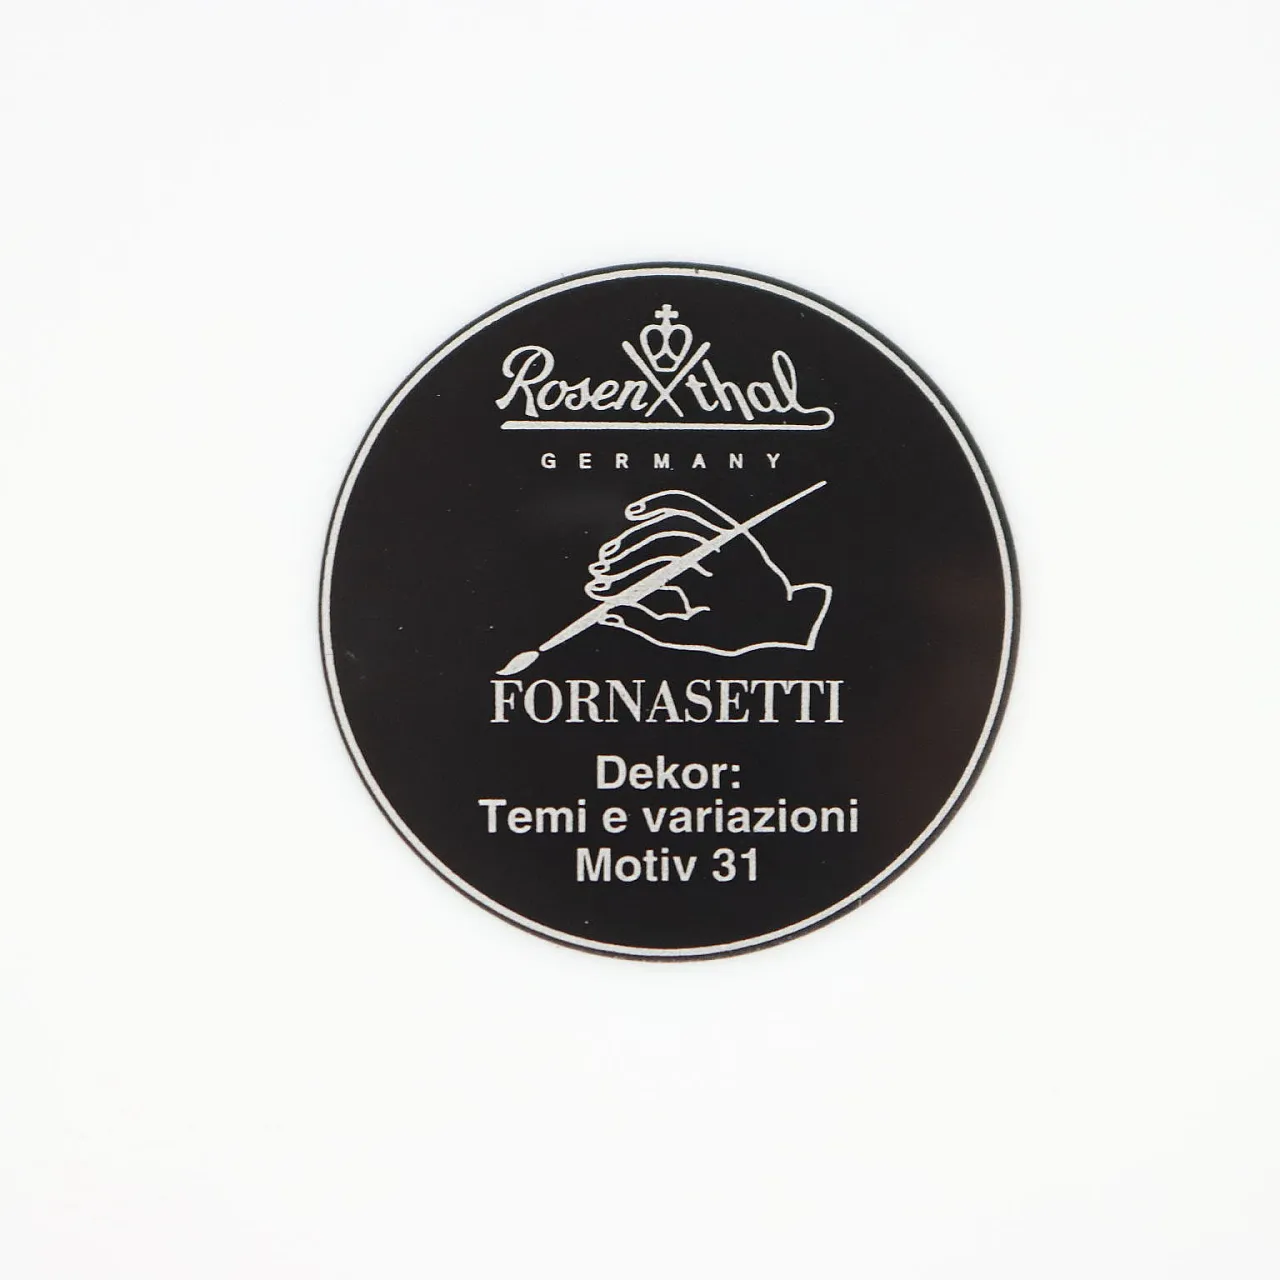 Rosenthal
GERMANY
FORNASETTI
Dekor:
Temi e variazioni
Motiv 31